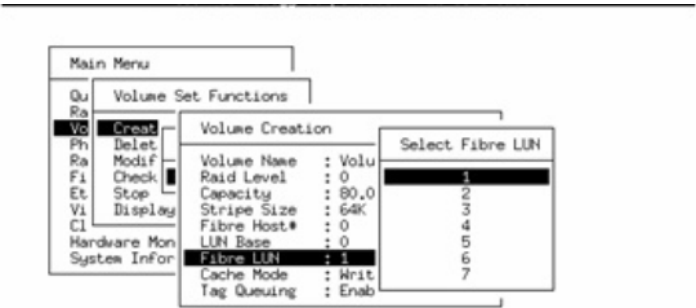 Main Menu
Qu
Ra
Vo
Ph
Ra
Fi
Et
Vi
Cl
Hardware Mon
System Infor
Volume Set Functions
Creat
Delet
Modif
Check
Stop
Display
Volume Creation
Volume Name : Volu
Raid Level : 0
Capacity : 80.0
Stripe Size : 64K
Fibre Host# : 0
LUN Base : 0
Fibre LUN : 1
Cache Mode : Writ
Tag Queuing : Enab
Select Fibre LUN
1
2
3
4
5
6
7